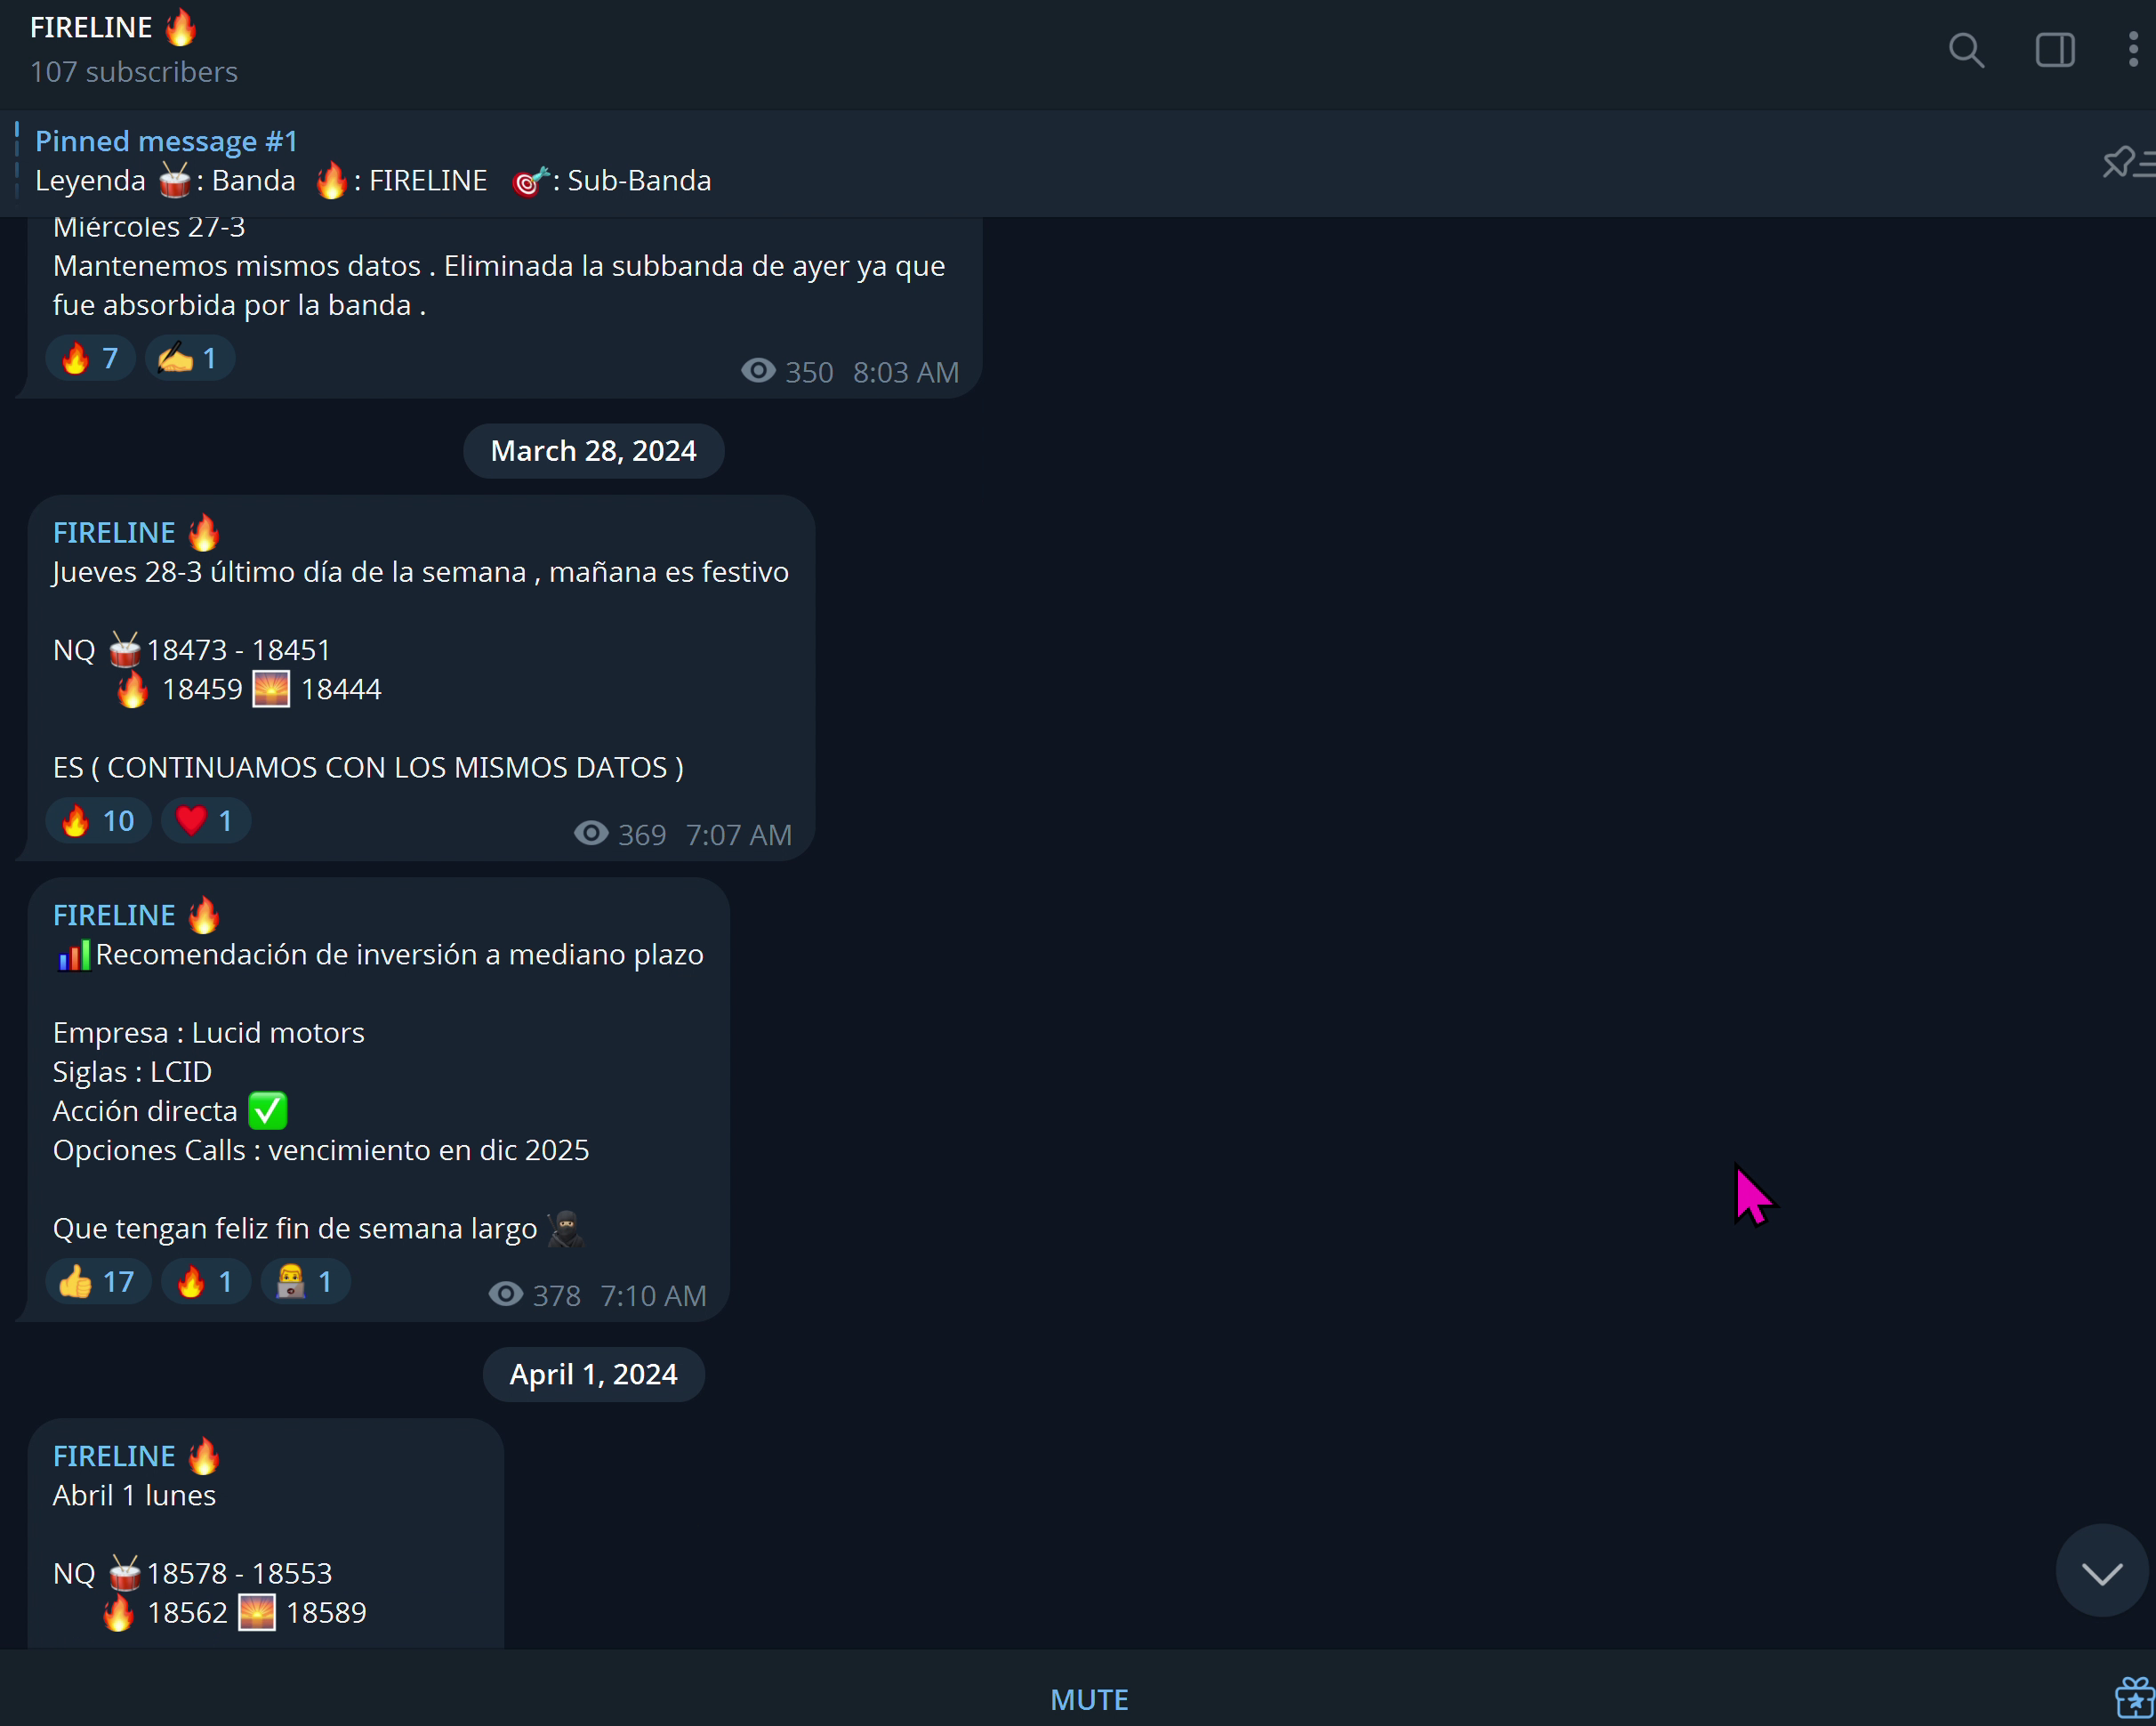 FIRELINE 🔥
107 subscribers
Pinned message #1
Leyenda 🥁: Banda 🔥: FIRELINE 🎯: Sub-Banda
Miércoles 27-3
Mantenemos mismos datos . Eliminada la subbanda de ayer ya que
fue absorbida por la banda .
🔥 7 ✍️ 1
350 8:03 AM
March 28, 2024
FIRELINE 🔥
Jueves 28-3 último día de la semana , mañana es festivo
NQ 🥁18473 - 18451
🔥 18459 🌅 18444
ES ( CONTINUAMOS CON LOS MISMOS DATOS )
🔥 10 ❤️ 1
369 7:07 AM
FIRELINE 🔥
📊Recomendación de inversión a mediano plazo
Empresa : Lucid motors
Siglas : LCID
Acción directa ✅
Opciones Calls : vencimiento en dic 2025
Que tengan feliz fin de semana largo 🥷
👍 17 🔥 1 👨‍💻 1
378 7:10 AM
April 1, 2024
FIRELINE 🔥
Abril 1 lunes
NQ 🥁18578 - 18553
🔥 18562 🌅 18589
MUTE